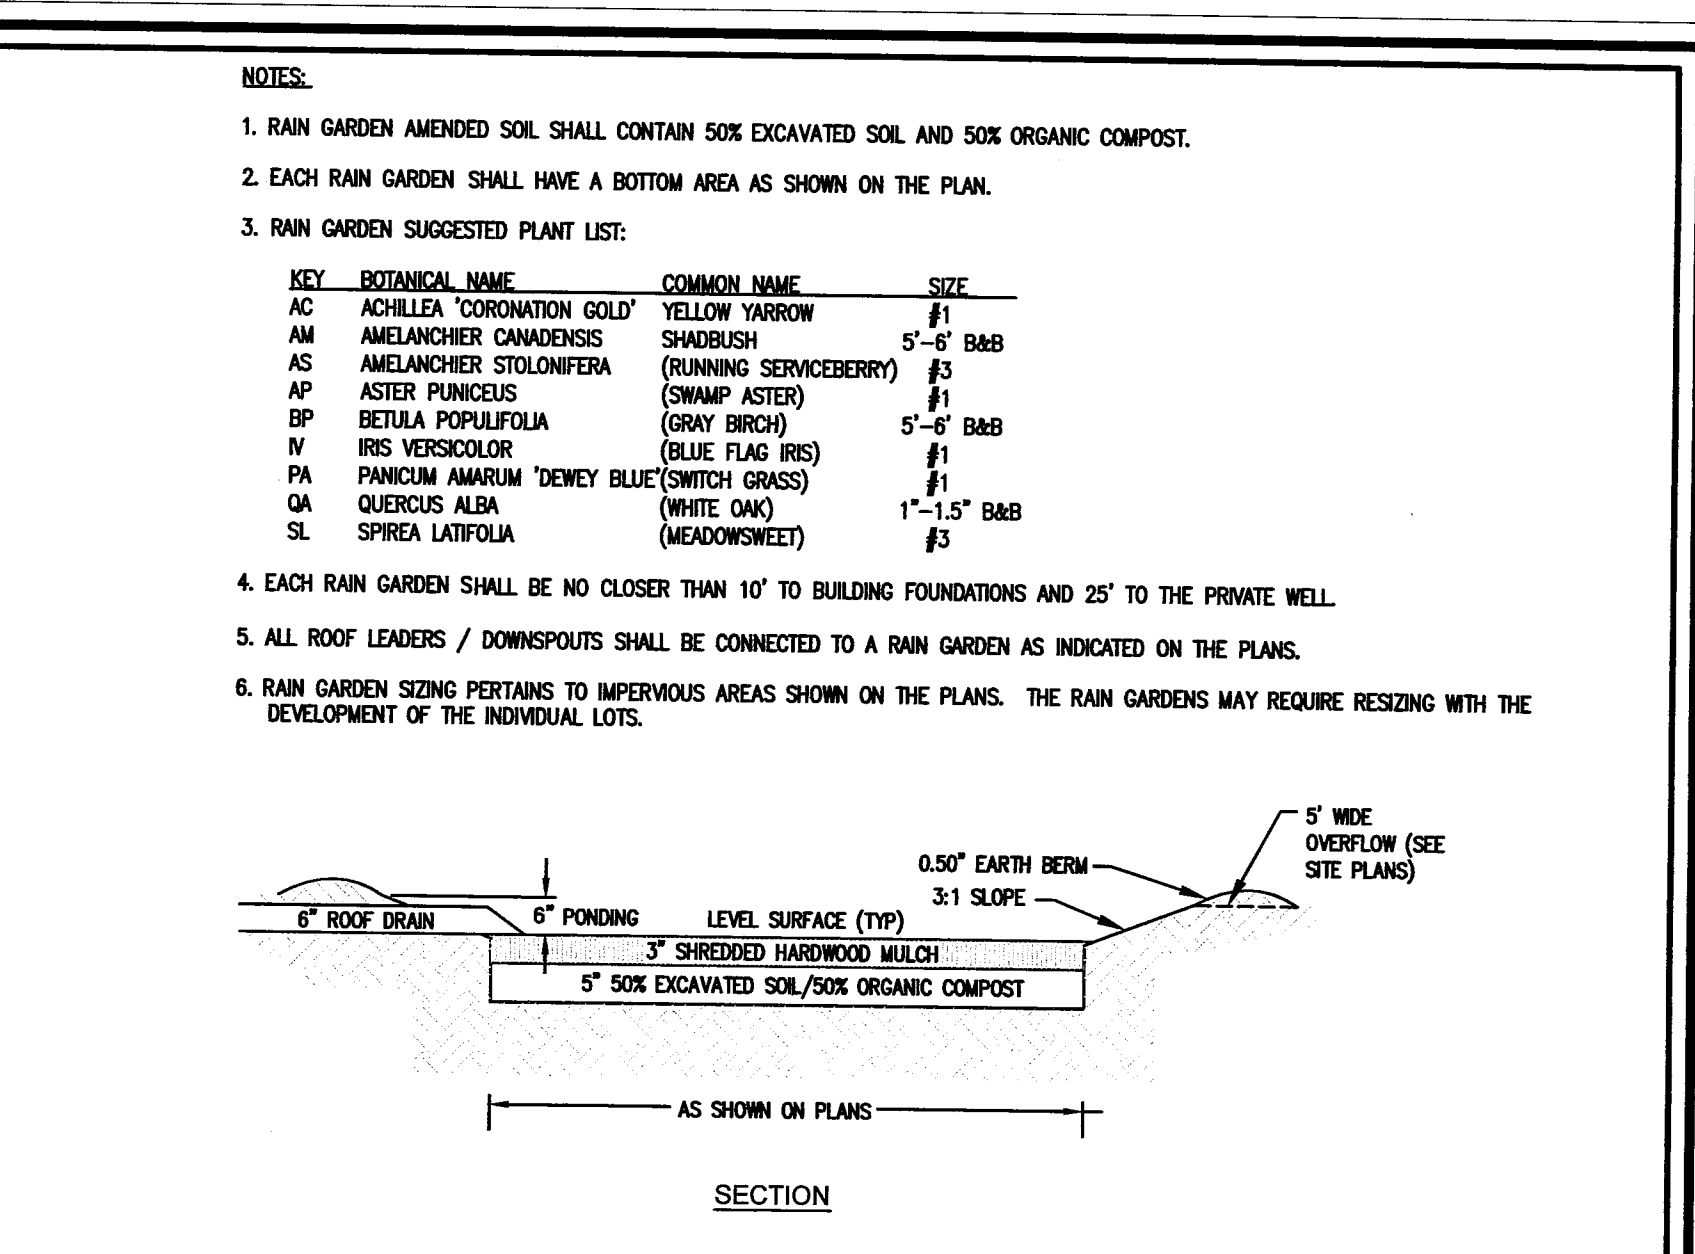 NOTES:
1. RAIN GARDEN AMENDED SOIL SHALL CONTAIN 50% EXCAVATED SOIL AND 50% ORGANIC COMPOST.
2. EACH RAIN GARDEN SHALL HAVE A BOTTOM AREA AS SHOWN ON THE PLAN.
3. RAIN GARDEN SUGGESTED PLANT LIST:
KEY BOTANICAL NAME COMMON NAME SIZE
AC ACHILLEA 'CORONATION GOLD' YELLOW YARROW #1
AM AMELANCHIER CANADENSIS SHADBUSH 5'-6' B&B
AS AMELANCHIER STOLONIFERA (RUNNING SERVICEBERRY) #3
AP ASTER PUNICEUS (SWAMP ASTER) #1
BP BETULA POPULIFOLIA (GRAY BIRCH) 5'-6' B&B
IV IRIS VERSICOLOR (BLUE FLAG IRIS) #1
PA PANICUM AMARUM 'DEWEY BLUE' (SWITCH GRASS) #1
QA QUERCUS ALBA (WHITE OAK) 1"-1.5" B&B
SL SPIREA LATIFOLIA (MEADOWSWEET) #3
4. EACH RAIN GARDEN SHALL BE NO CLOSER THAN 10' TO BUILDING FOUNDATIONS AND 25' TO THE PRIVATE WELL.
5. ALL ROOF LEADERS / DOWNSPOUTS SHALL BE CONNECTED TO A RAIN GARDEN AS INDICATED ON THE PLANS.
6. RAIN GARDEN SIZING PERTAINS TO IMPERVIOUS AREAS SHOWN ON THE PLANS. THE RAIN GARDENS MAY REQUIRE RESIZING WITH THE
DEVELOPMENT OF THE INDIVIDUAL LOTS.
5' WIDE
OVERFLOW (SEE
SITE PLANS)
0.50" EARTH BERM
3:1 SLOPE
6" ROOF DRAIN
6" PONDING
LEVEL SURFACE (TYP)
3" SHREDDED HARDWOOD MULCH
5" 50% EXCAVATED SOIL/50% ORGANIC COMPOST
AS SHOWN ON PLANS
SECTION